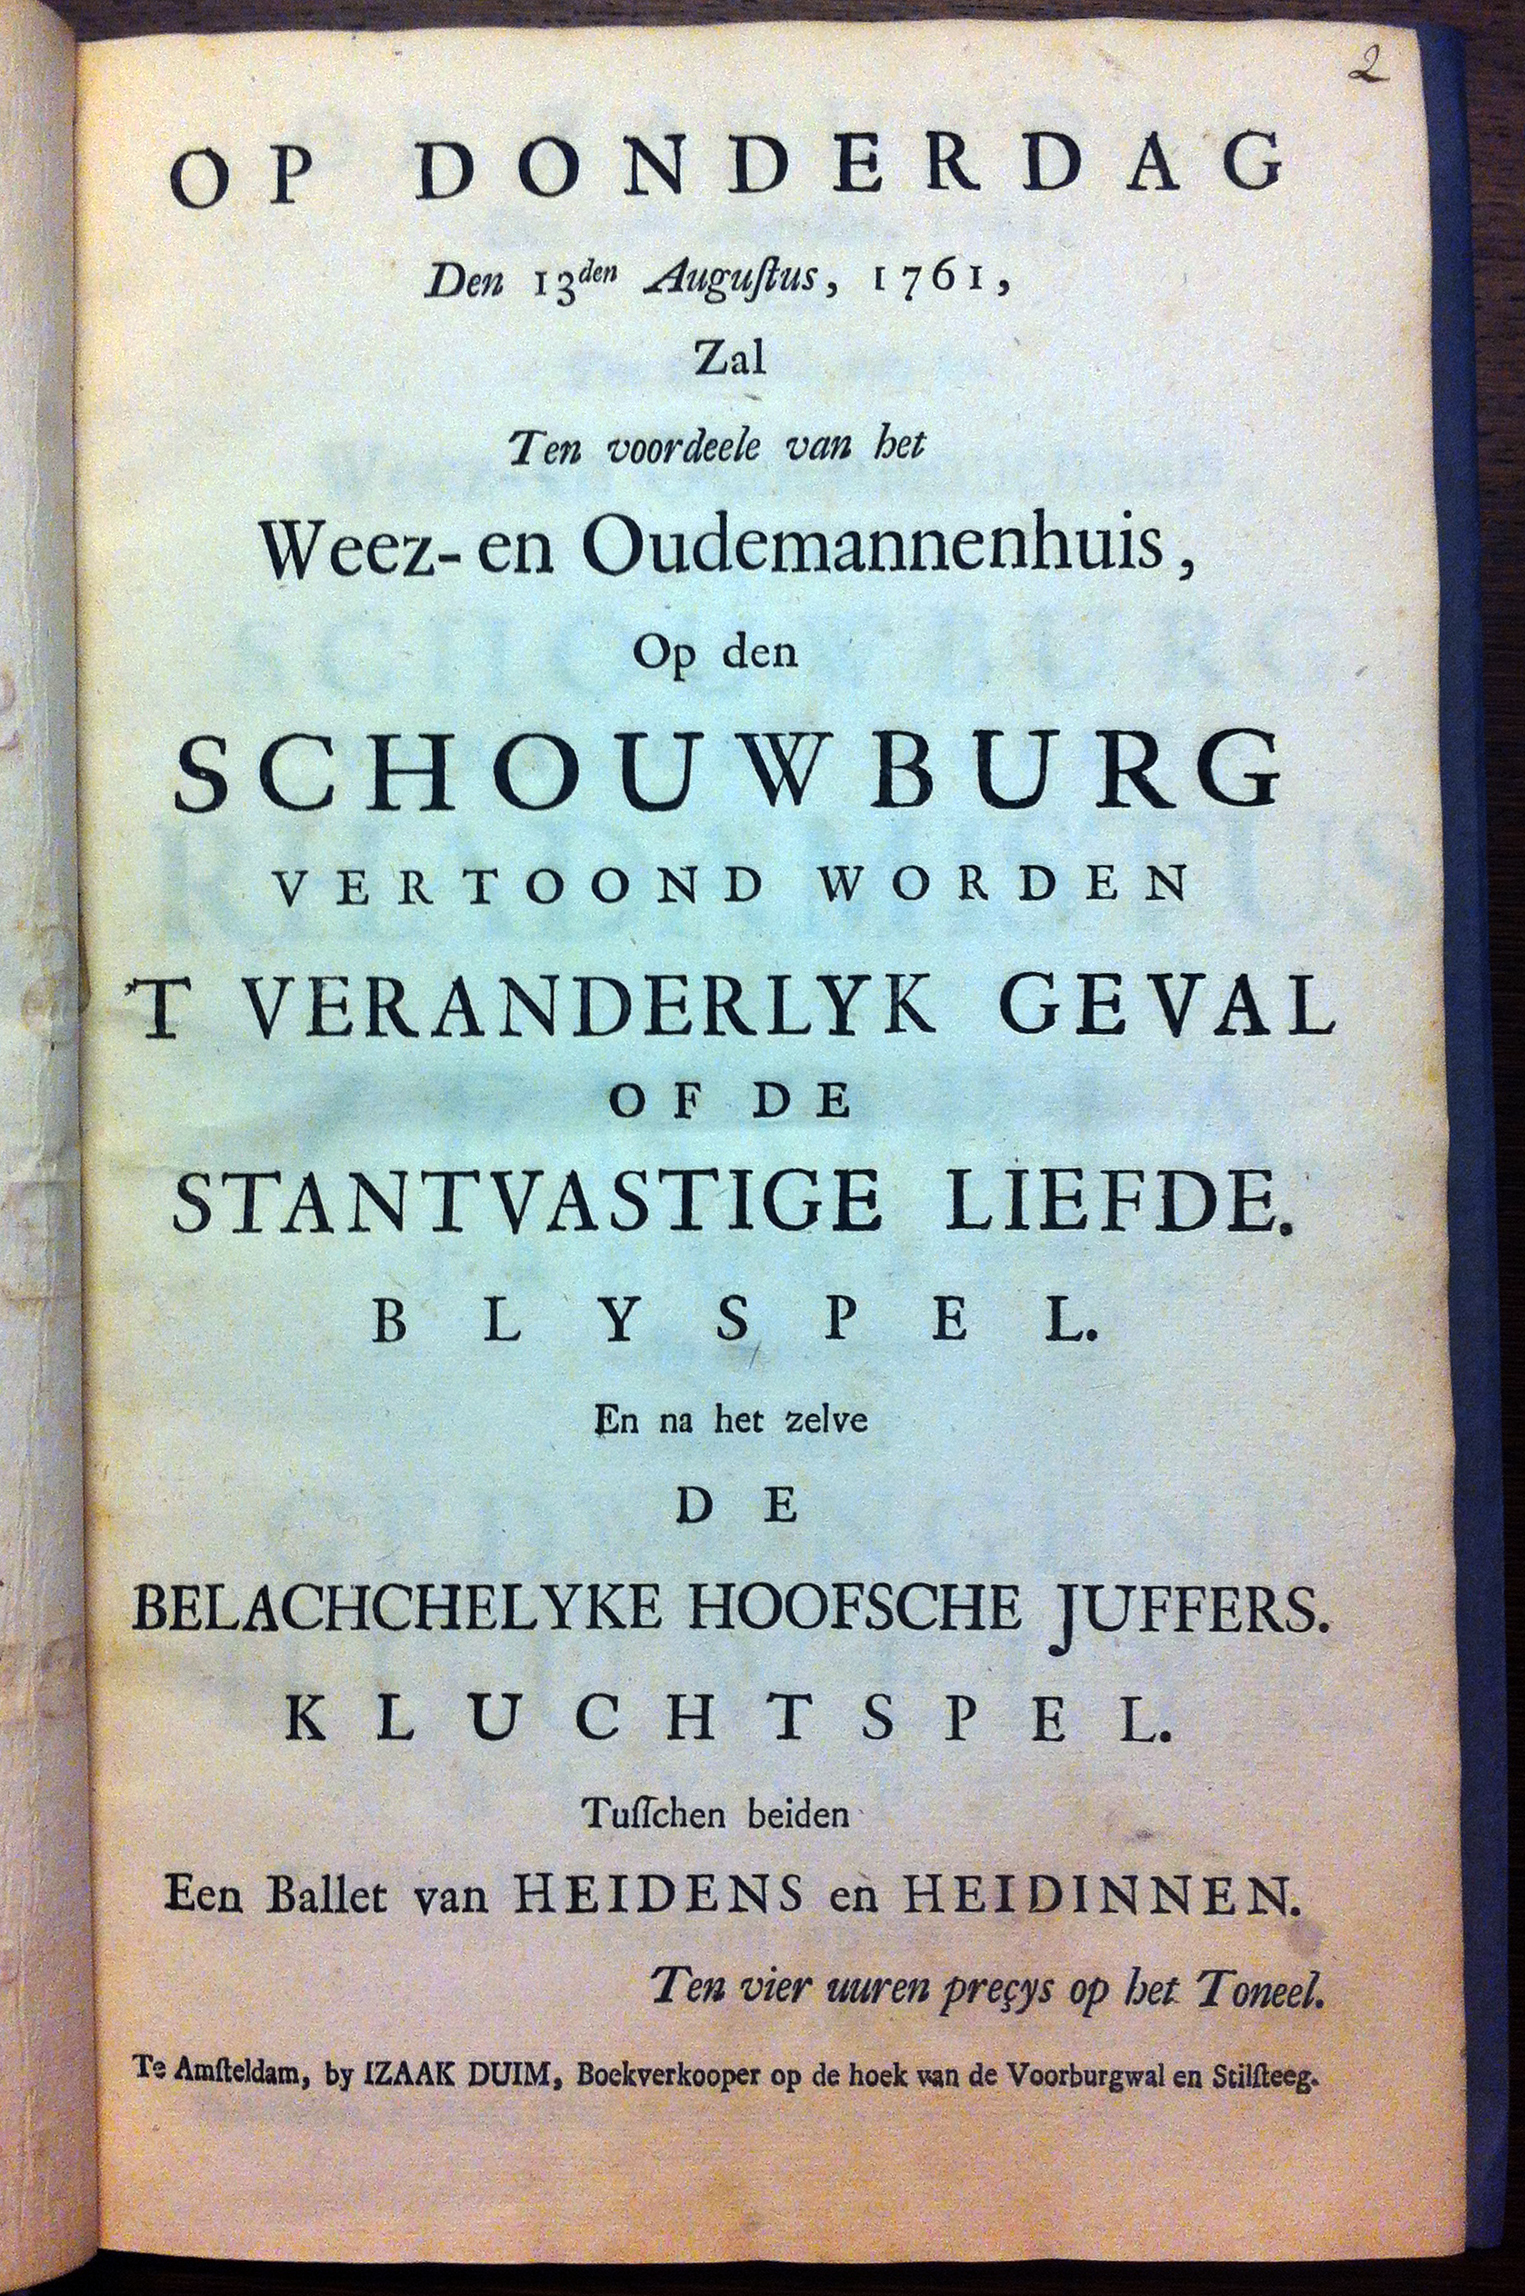 2
OP DONDERDAG
Den 13den Auguſtus, 1761,
Zal
Ten voordeele van het
Weez- en Oudemannenhuis,
Op den
SCHOUWBURG
VERTOOND WORDEN
'T VERANDERLYK GEVAL
OF DE
STANTVASTIGE LIEFDE.
BLYSPEL.
En na het zelve
DE
BELACHCHELYKE HOOFSCHE JUFFERS.
KLUCHTSPEL.
Tuſſchen beiden
Een Ballet van HEIDENS en HEIDINNEN.
Ten vier uuren preçys op het Toneel.
Te Amſteldam, by IZAAK DUIM, Boekverkooper op de hoek van de Voorburgwal en Stilſteeg.